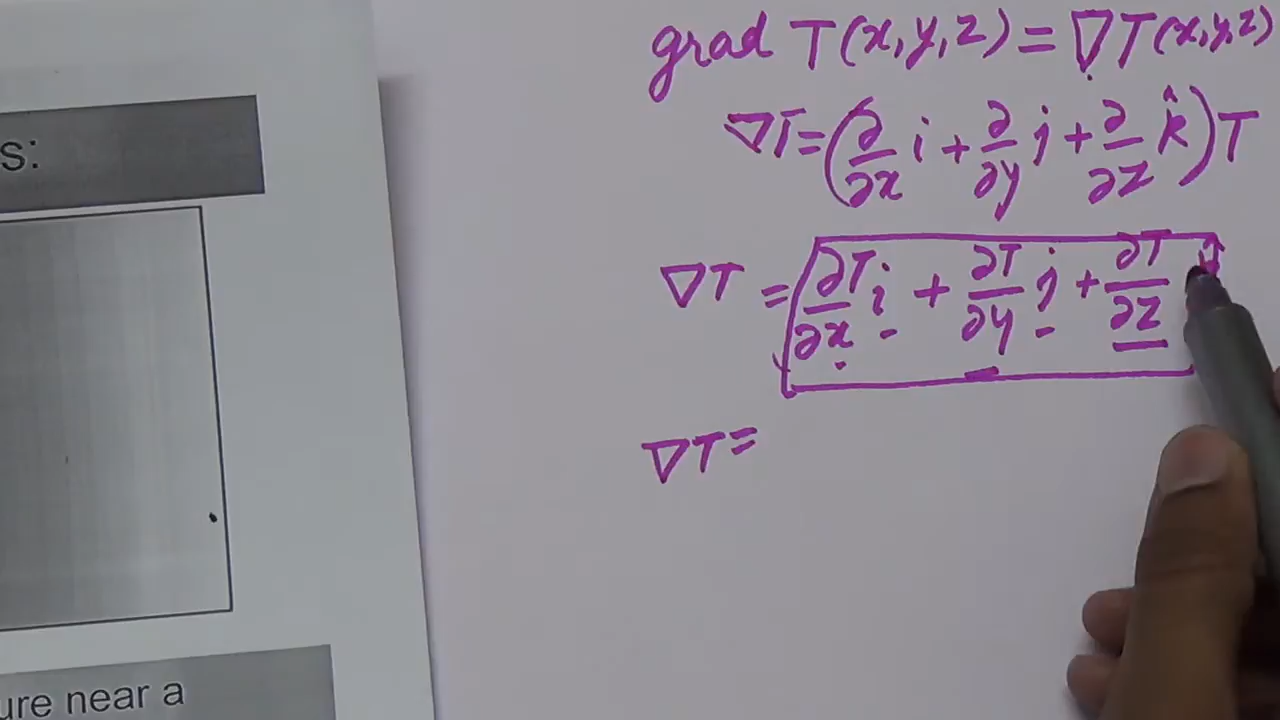 s:
ure near a
grad T(x,y,z) = ∇T(x,y,z)
∇T = (∂/∂x i + ∂/∂y j + ∂/∂z k̂)T
∇T = ∂T/∂x i + ∂T/∂y j + ∂T/∂z
∇T =